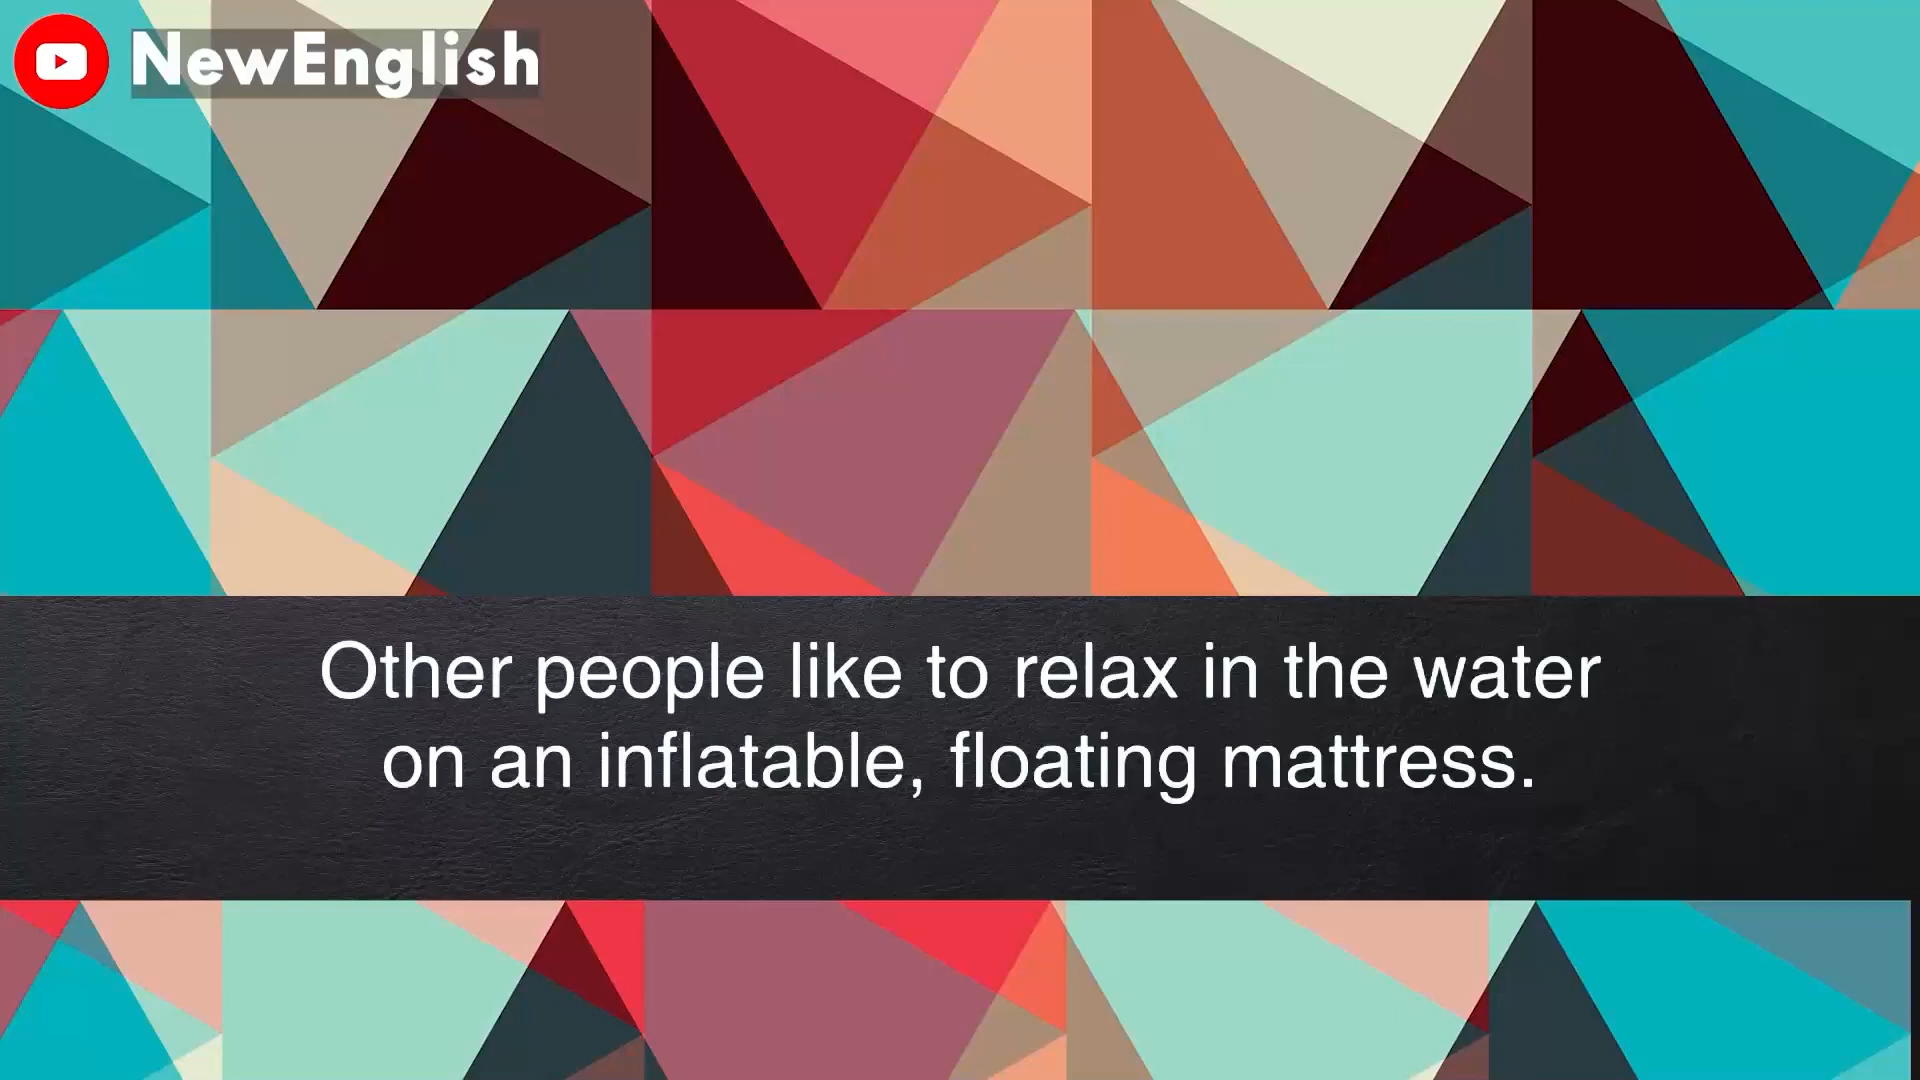 NewEnglish
Other people like to relax in the water
on an inflatable, floating mattress.